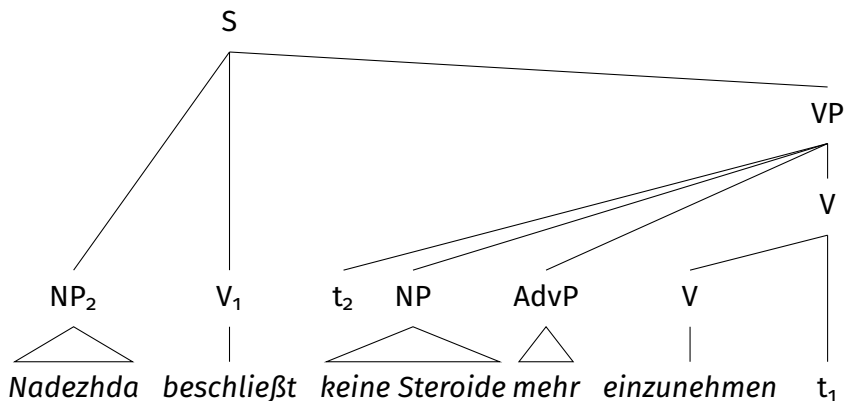 S
VP
V
NP₂ V₁ t₂ NP AdvP V
Nadezhda beschließt keine Steroide mehr einzunehmen t₁